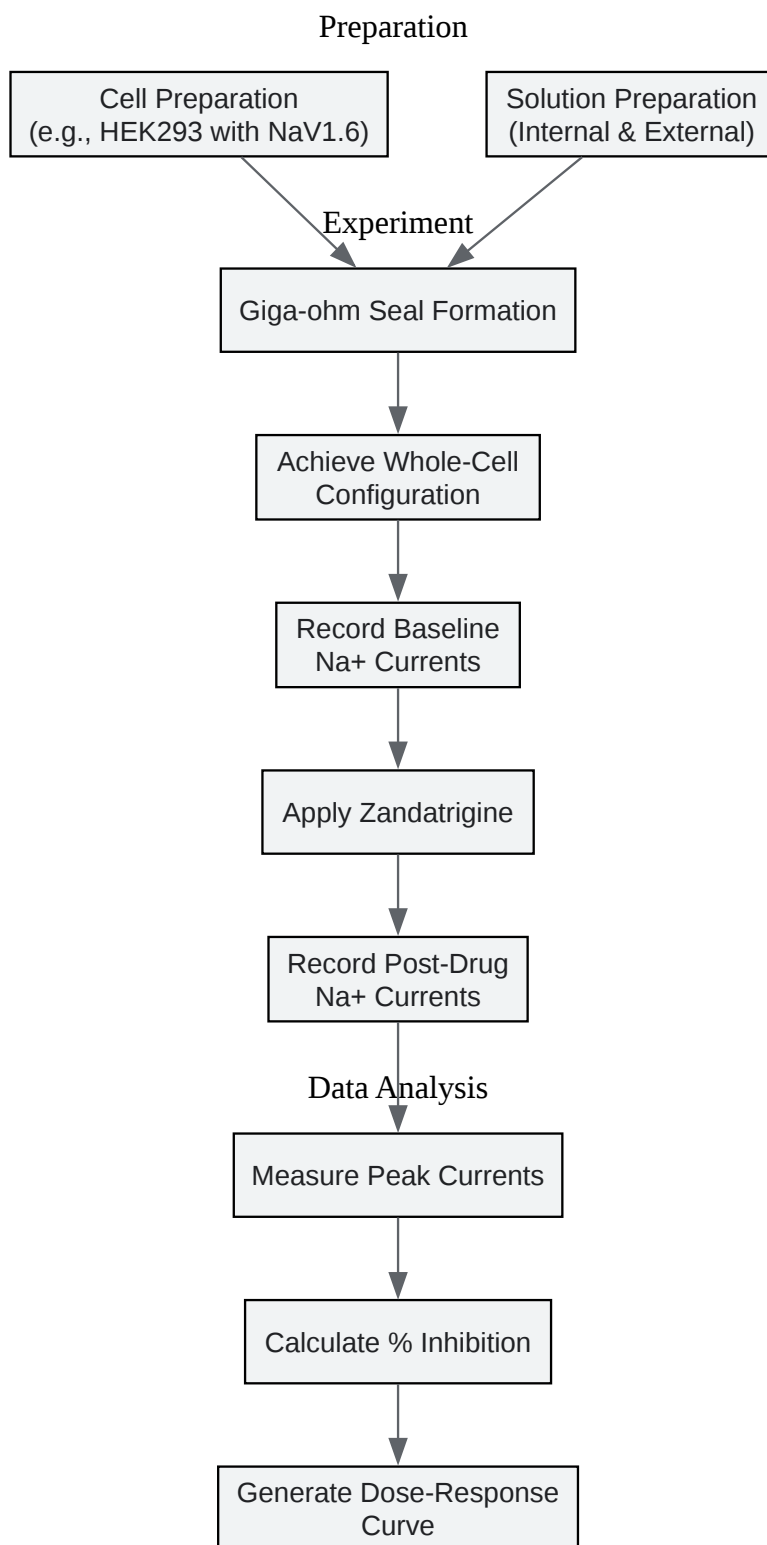 Preparation
Cell Preparation
(e.g., HEK293 with NaV1.6)
Solution Preparation
(Internal & External)
Experiment
Giga-ohm Seal Formation
Achieve Whole-Cell
Configuration
Record Baseline
Na+ Currents
Apply Zandatrigine
Record Post-Drug
Na+ Currents
Data Analysis
Measure Peak Currents
Calculate % Inhibition
Generate Dose-Response
Curve